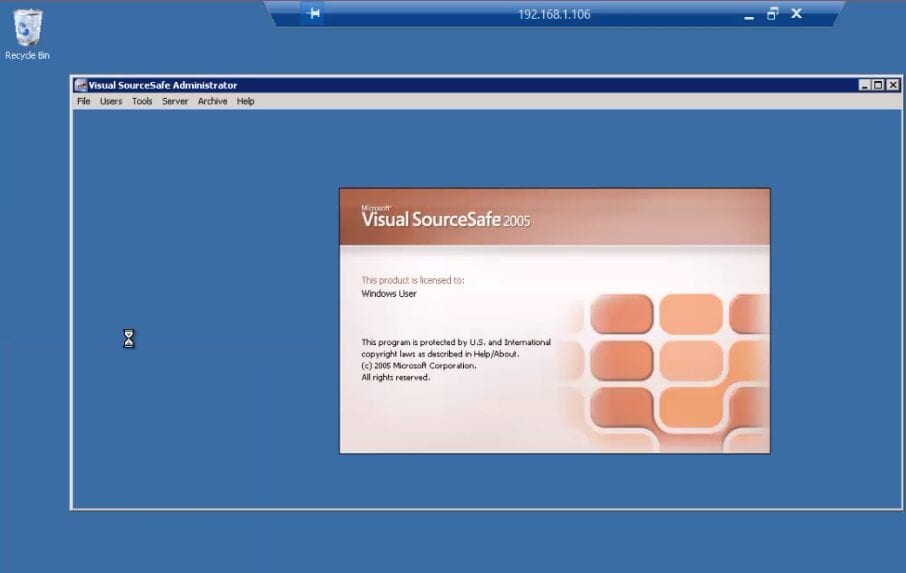 192.168.1.106
Recycle Bin
Visual SourceSafe Administrator
File Users Tools Server Archive Help
Microsoft
Visual SourceSafe 2005
This product is licensed to:
Windows User
This program is protected by U.S. and International
copyright laws as described in Help/About.
(c) 2005 Microsoft Corporation.
All rights reserved.